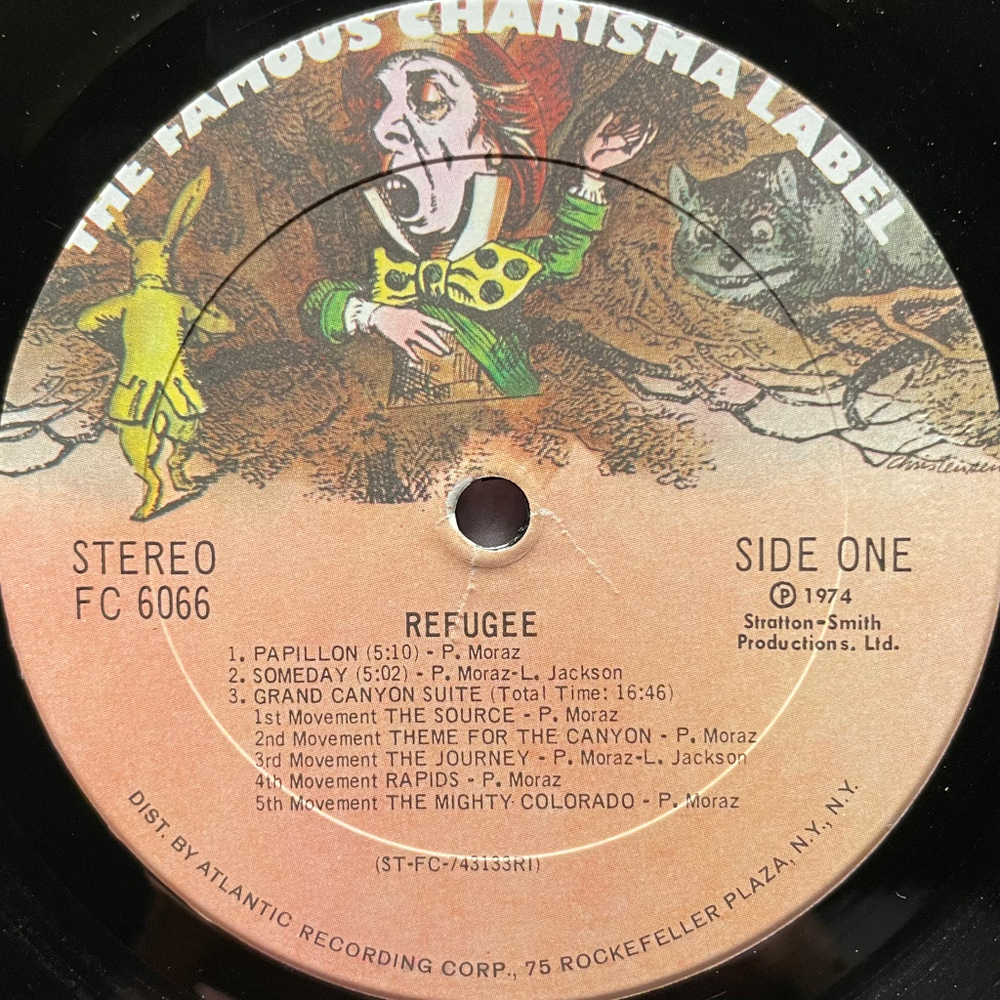 THE FAMOUS CHARISMA LABEL
Christensen
STEREO
FC 6066
SIDE ONE
Ⓟ 1974
Stratton-Smith
Productions. Ltd.
REFUGEE
1. PAPILLON (5:10) - P. Moraz
2. SOMEDAY (5:02) - P. Moraz-L. Jackson
3. GRAND CANYON SUITE (Total Time: 16:46)
1st Movement THE SOURCE - P. Moraz
2nd Movement THEME FOR THE CANYON - P. Moraz
3rd Movement THE JOURNEY - P. Moraz-L. Jackson
4th Movement RAPIDS - P. Moraz
5th Movement THE MIGHTY COLORADO - P. Moraz
(ST-FC-743133RI)
DIST. BY ATLANTIC RECORDING CORP., 75 ROCKEFELLER PLAZA, N.Y., N.Y.